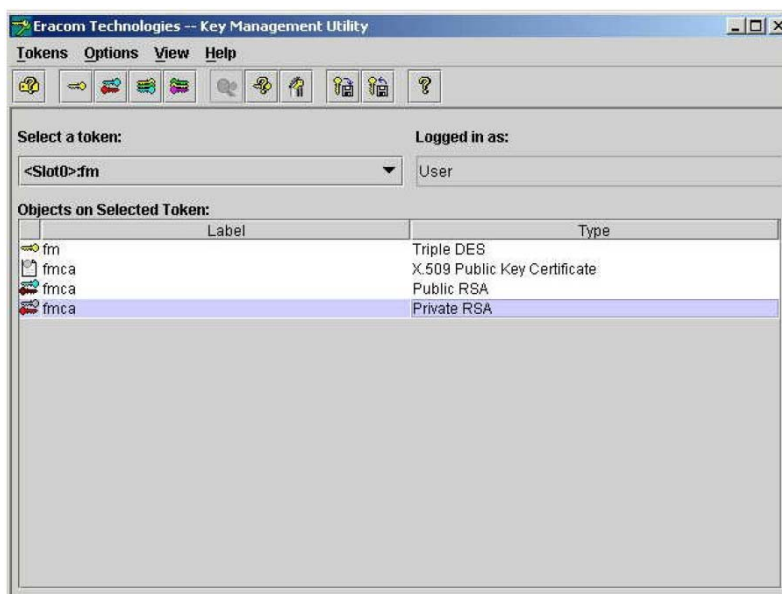 Eracom Technologies -- Key Management Utility
Tokens Options View Help
Select a token: Logged in as:
<Slot0>:fm User
Objects on Selected Token:
Label Type
fm Triple DES
fmca X.509 Public Key Certificate
fmca Public RSA
fmca Private RSA